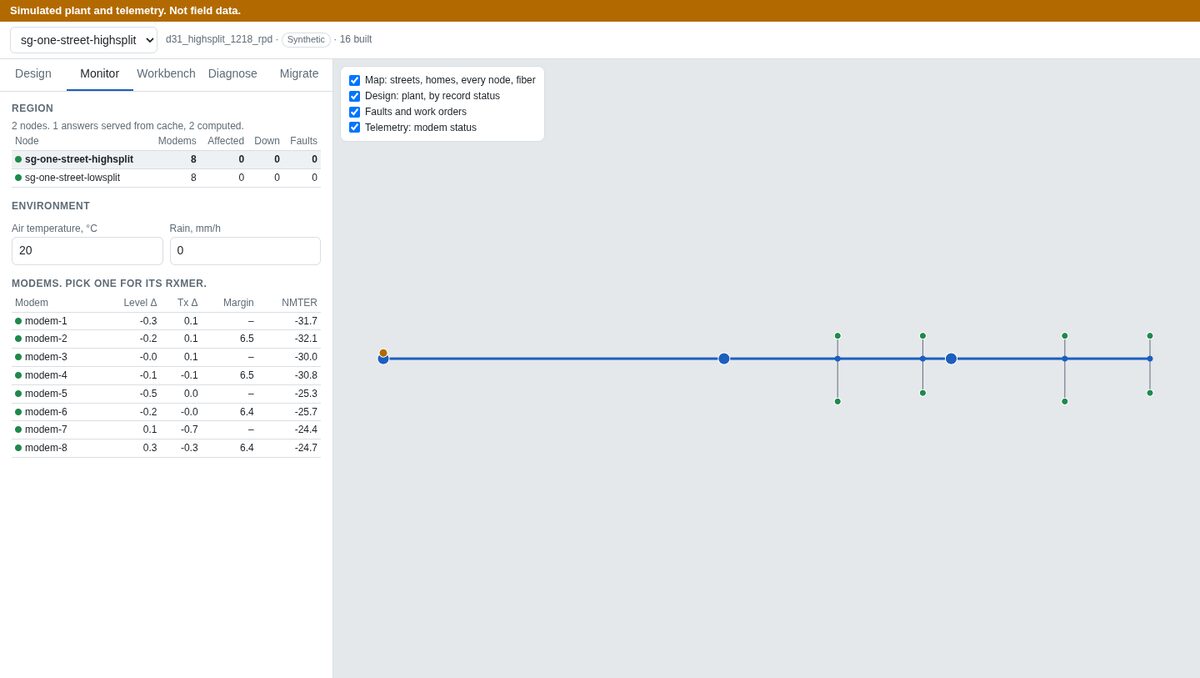 Simulated plant and telemetry. Not field data.
sg-one-street-highsplit d31_highsplit_1218_rpd · Synthetic · 16 built
Design Monitor Workbench Diagnose Migrate
REGION
2 nodes. 1 answers served from cache, 2 computed.
Node Modems Affected Down Faults
sg-one-street-highsplit 8 0 0 0
sg-one-street-lowsplit 8 0 0 0
ENVIRONMENT
Air temperature, °C Rain, mm/h
20 0
MODEMS. PICK ONE FOR ITS RXMER.
Modem Level Δ Tx Δ Margin NMTER
modem-1 -0.3 0.1 – -31.7
modem-2 -0.2 0.1 6.5 -32.1
modem-3 -0.0 0.1 – -30.0
modem-4 -0.1 -0.1 6.5 -30.8
modem-5 -0.5 0.0 – -25.3
modem-6 -0.2 -0.0 6.4 -25.7
modem-7 0.1 -0.7 – -24.4
modem-8 0.3 -0.3 6.4 -24.7
Map: streets, homes, every node, fiber
Design: plant, by record status
Faults and work orders
Telemetry: modem status